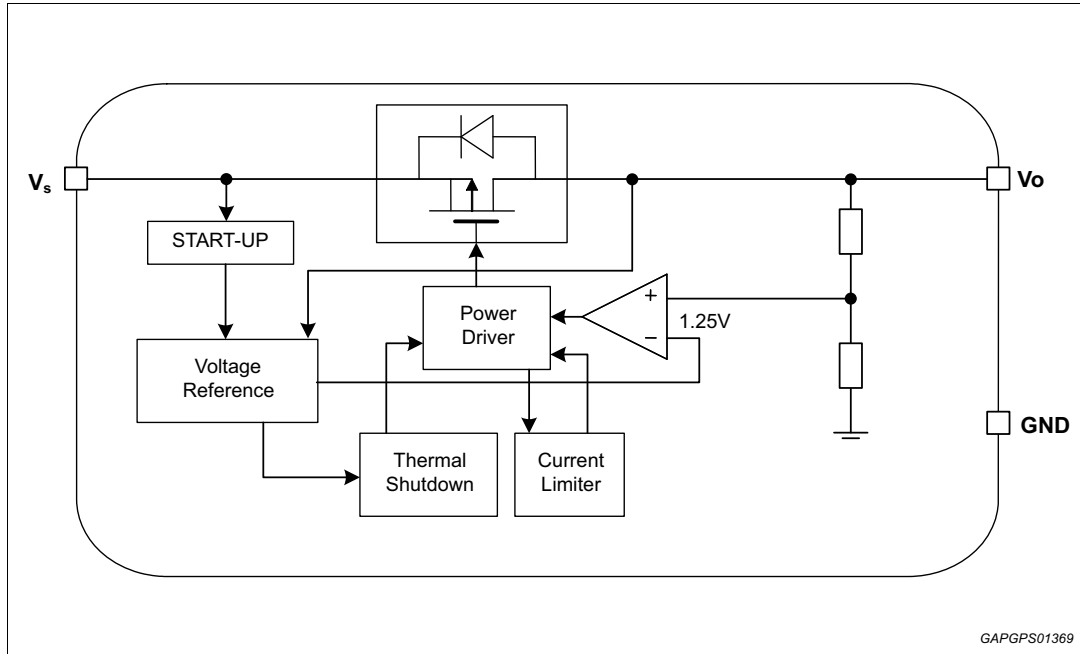 Vs
Vo
START-UP
+
Power
Driver
1.25V
−
Voltage
Reference
GND
Thermal
Shutdown
Current
Limiter
GAPGPS01369